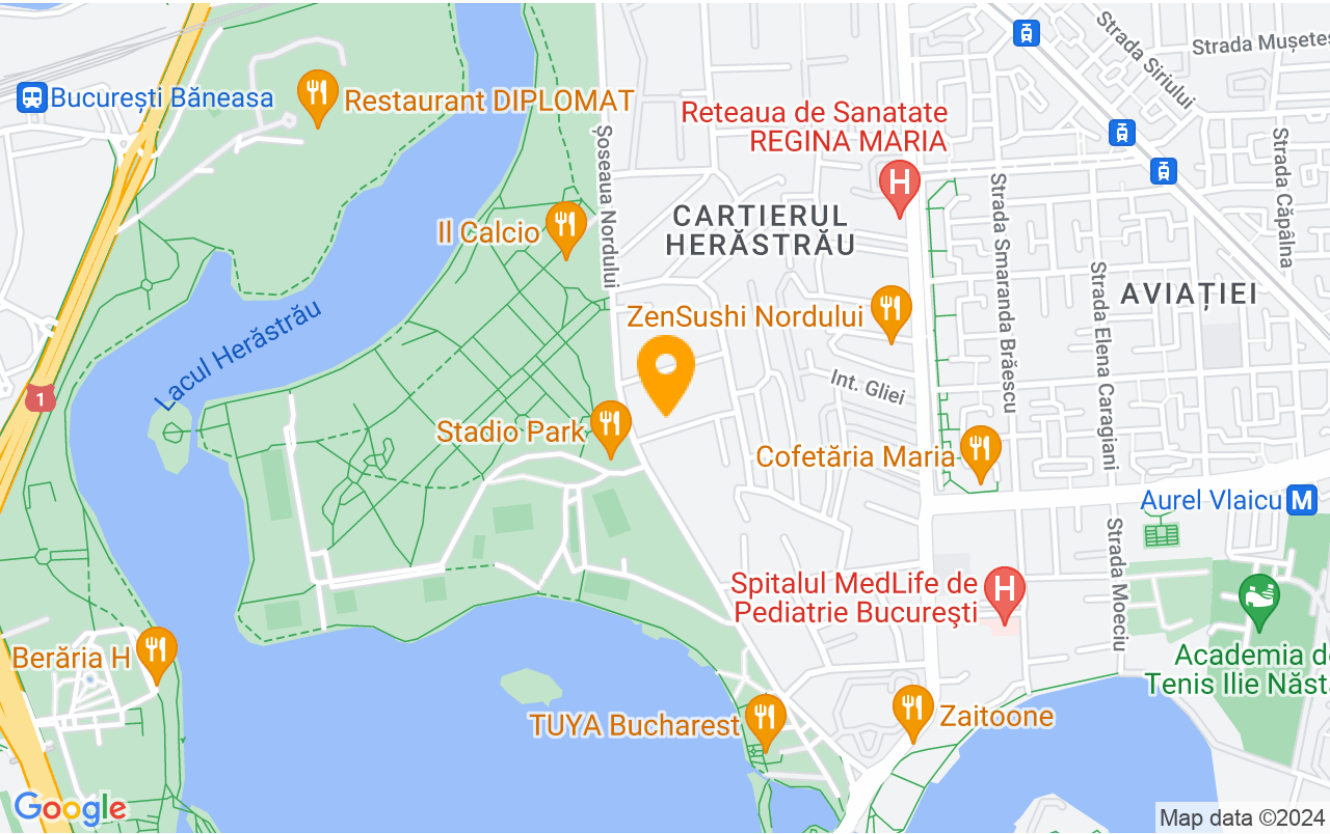 Strada Siriului
Strada Mușete
București Băneasa
Restaurant DIPLOMAT
Reteaua de Sanatate
REGINA MARIA
H
Șoseaua Nordului
Strada Smaranda Brăescu
Strada Căpâlna
Il Calcio
CARTIERUL
HERĂSTRĂU
Strada Elena Caragiani
AVIAȚIEI
ZenSushi Nordului
Lacul Herăstrău
Int. Gliei
1
Stadio Park
Cofetăria Maria
Aurel Vlaicu
M
Strada Moeciu
Spitalul MedLife de
Pediatrie București
H
Berăria H
Academia d
Tenis Ilie Năst
TUYA Bucharest
Zaitoone
Google
Map data ©2024